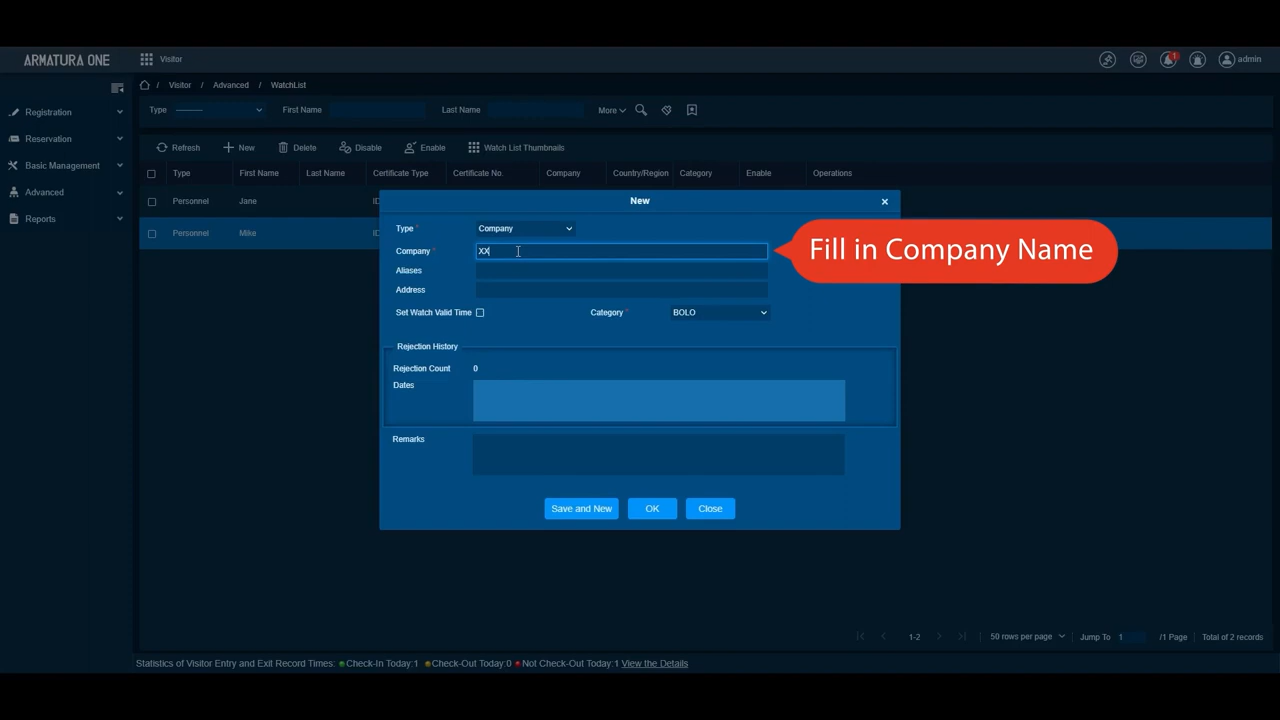 ARMATURA ONE
Visitor
1
admin
/ Visitor / Advanced / WatchList
Registration
Reservation
Basic Management
Advanced
Reports
Type --------- First Name Last Name More
Refresh New Delete Disable Enable Watch List Thumbnails
Type First Name Last Name Certificate Type Certificate No. Company Country/Region Category Enable Operations
Personnel Jane ID
Personnel Mike ID
New
Type * Company
Company * XX
Fill in Company Name
Aliases
Address
Set Watch Valid Time Category * BOLO
Rejection History
Rejection Count 0
Dates
Remarks
Save and New OK Close
1-2 50 rows per page Jump To 1 /1 Page Total of 2 records
Statistics of Visitor Entry and Exit Record Times: Check-In Today:1 Check-Out Today:0 Not Check-Out Today:1 View the Details